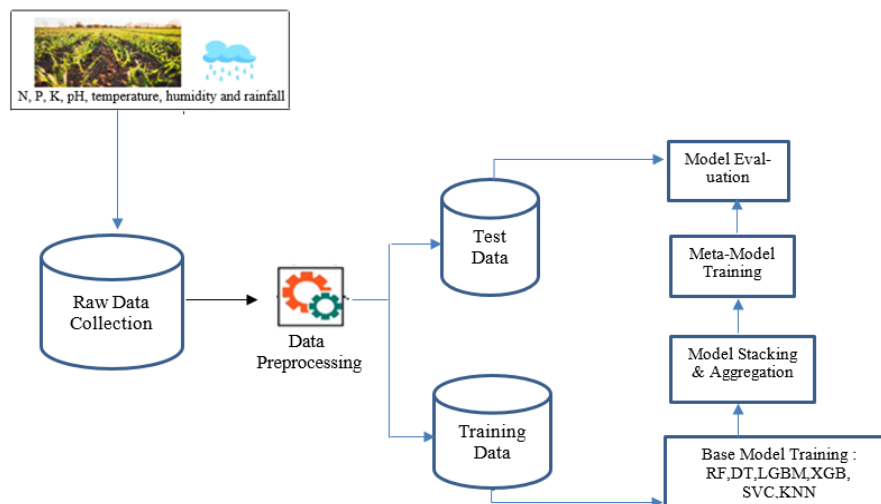 N, P, K, pH, temperature, humidity and rainfall
Raw Data
Collection
Data
Preprocessing
Test
Data
Training
Data
Model Eval-
uation
Meta-Model
Training
Model Stacking
& Aggregation
Base Model Training :
RF,DT,LGBM,XGB,
SVC,KNN